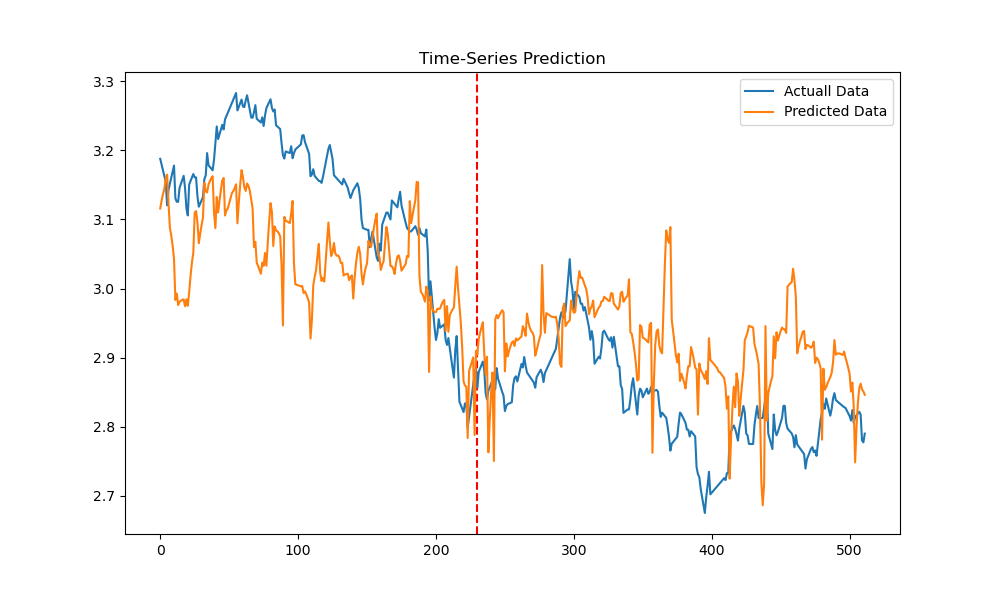 Time-Series Prediction
Actuall Data
Predicted Data
3.3
3.2
3.1
3.0
2.9
2.8
2.7
0 100 200 300 400 500